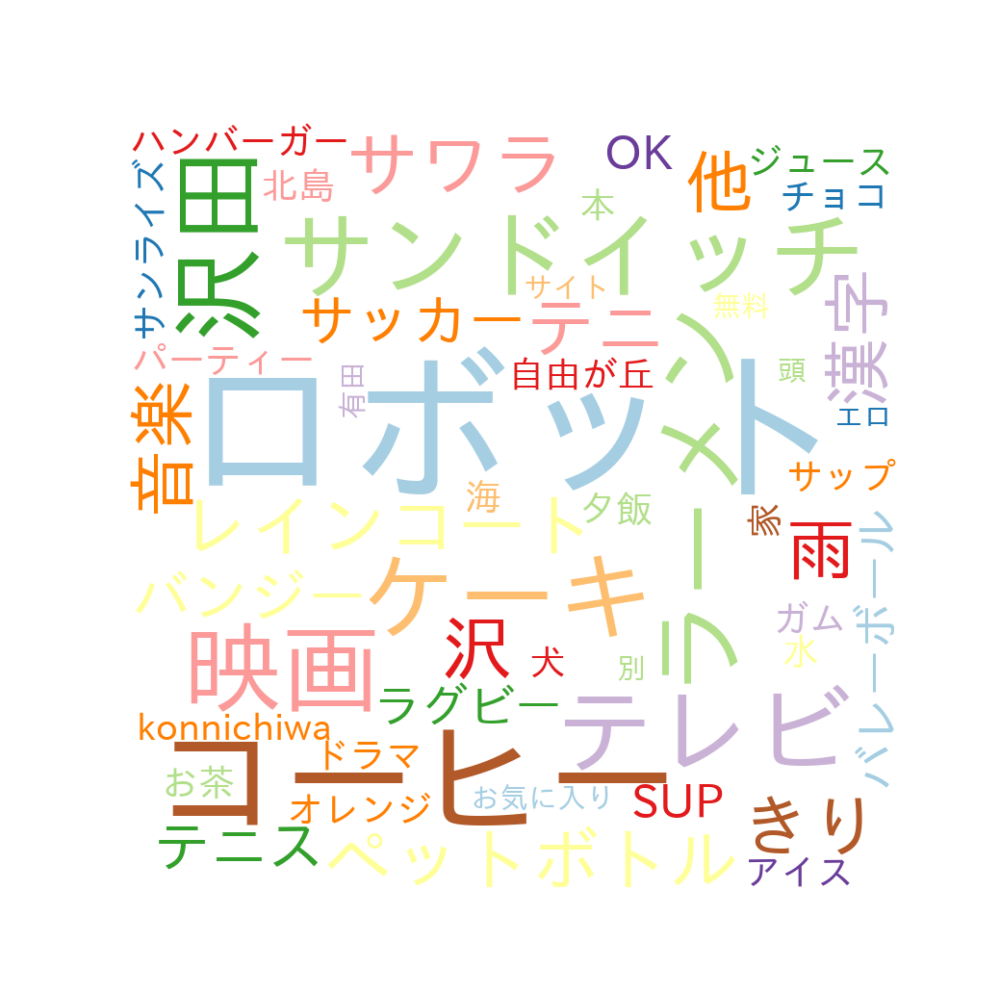 ハンバーガー
サワラ
OK
ジュース
他
チョコ
サンライズ
沢田
北島
本
サンドイッチ
サイト
無料
漢字
サッカー
テニ
パーティー
自由が丘
頭
有田
ロボット
ラーメン
エロ
音楽
サップ
海
夕飯
レインコート
家
雨
バレーボール
バンジー
ケーキ
ガム
水
映画
沢
犬
別
ラグビー
テレビ
konnichiwa
ドラマ
コーヒー
お茶
オレンジ
お気に入り
SUP
きり
テニス
ペットボトル
アイス